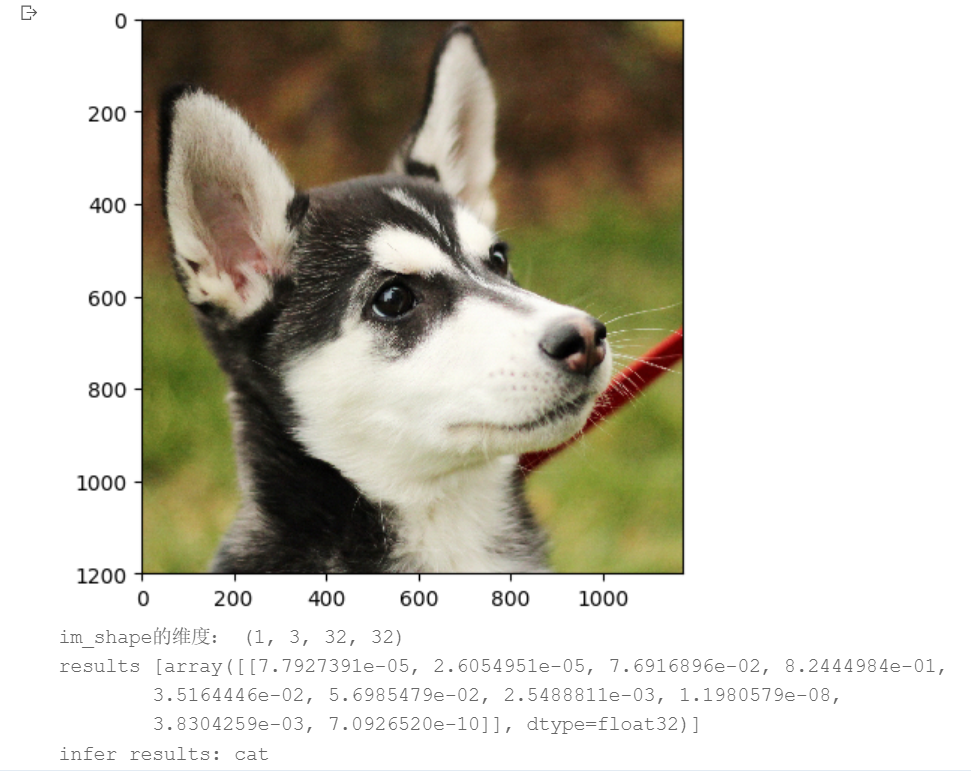 0
200
400
600
800
1000
1200
0 200 400 600 800 1000
im_shape的维度： (1, 3, 32, 32)
results [array([[7.7927391e-05, 2.6054951e-05, 7.6916896e-02, 8.2444984e-01,
3.5164446e-02, 5.6985479e-02, 2.5488811e-03, 1.1980579e-08,
3.8304259e-03, 7.0926520e-10]], dtype=float32)]
infer results: cat